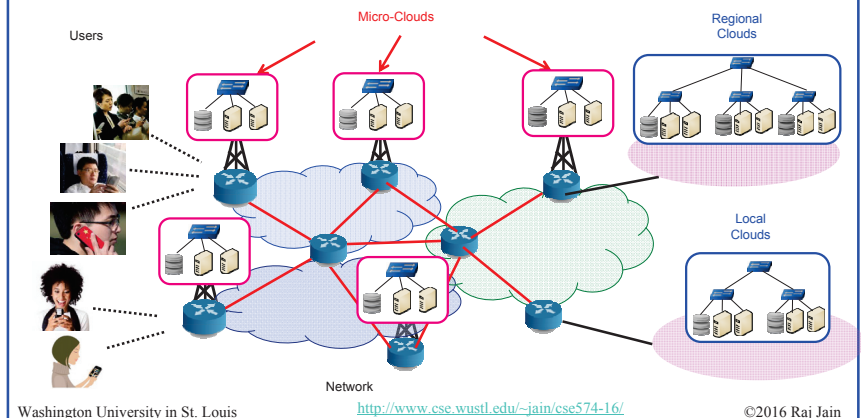 Micro-Clouds
Users
Regional
Clouds
Local
Clouds
Network
Washington University in St. Louis
http://www.cse.wustl.edu/~jain/cse574-16/
©2016 Raj Jain